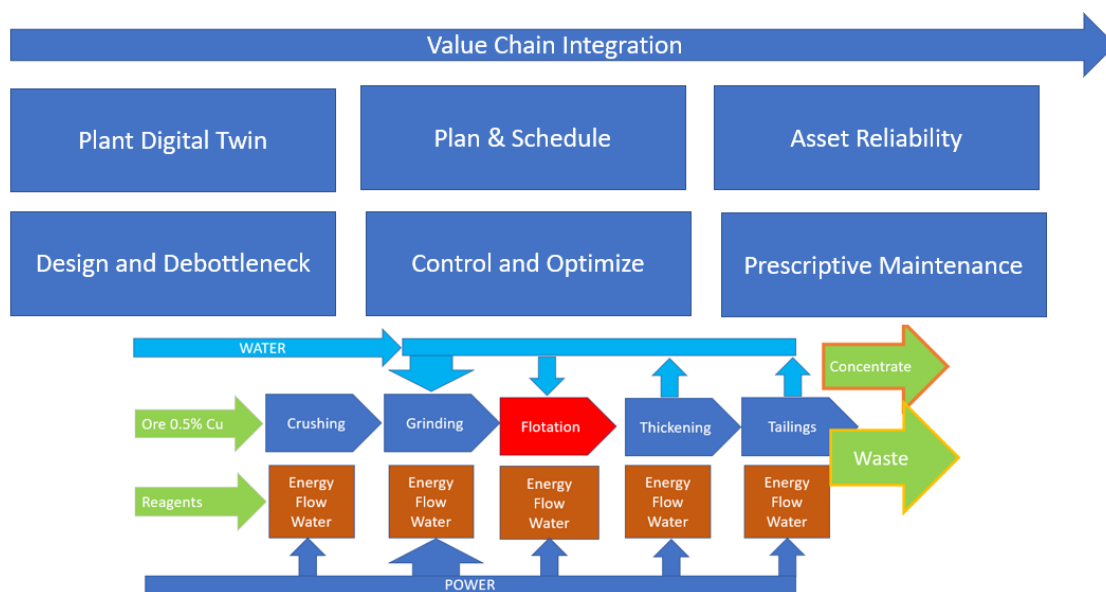 Value Chain Integration
Plant Digital Twin
Plan & Schedule
Asset Reliability
Design and Debottleneck
Control and Optimize
Prescriptive Maintenance
WATER
Concentrate
Ore 0.5% Cu
Crushing
Grinding
Flotation
Thickening
Tailings
Waste
Reagents
Energy
Flow
Water
Energy
Flow
Water
Energy
Flow
Water
Energy
Flow
Water
Energy
Flow
Water
POWER